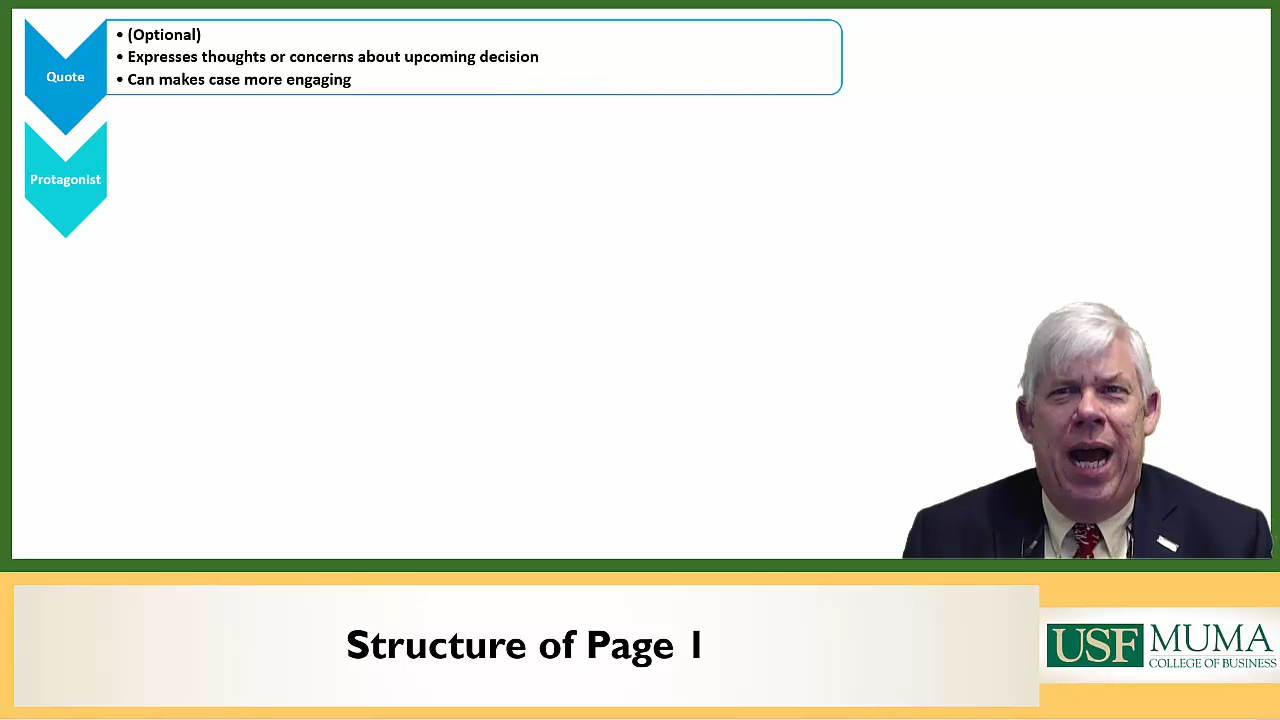 • (Optional)
Quote
• Expresses thoughts or concerns about upcoming decision
• Can makes case more engaging
Protagonist
Structure of Page 1
USF MUMA
COLLEGE OF BUSINESS